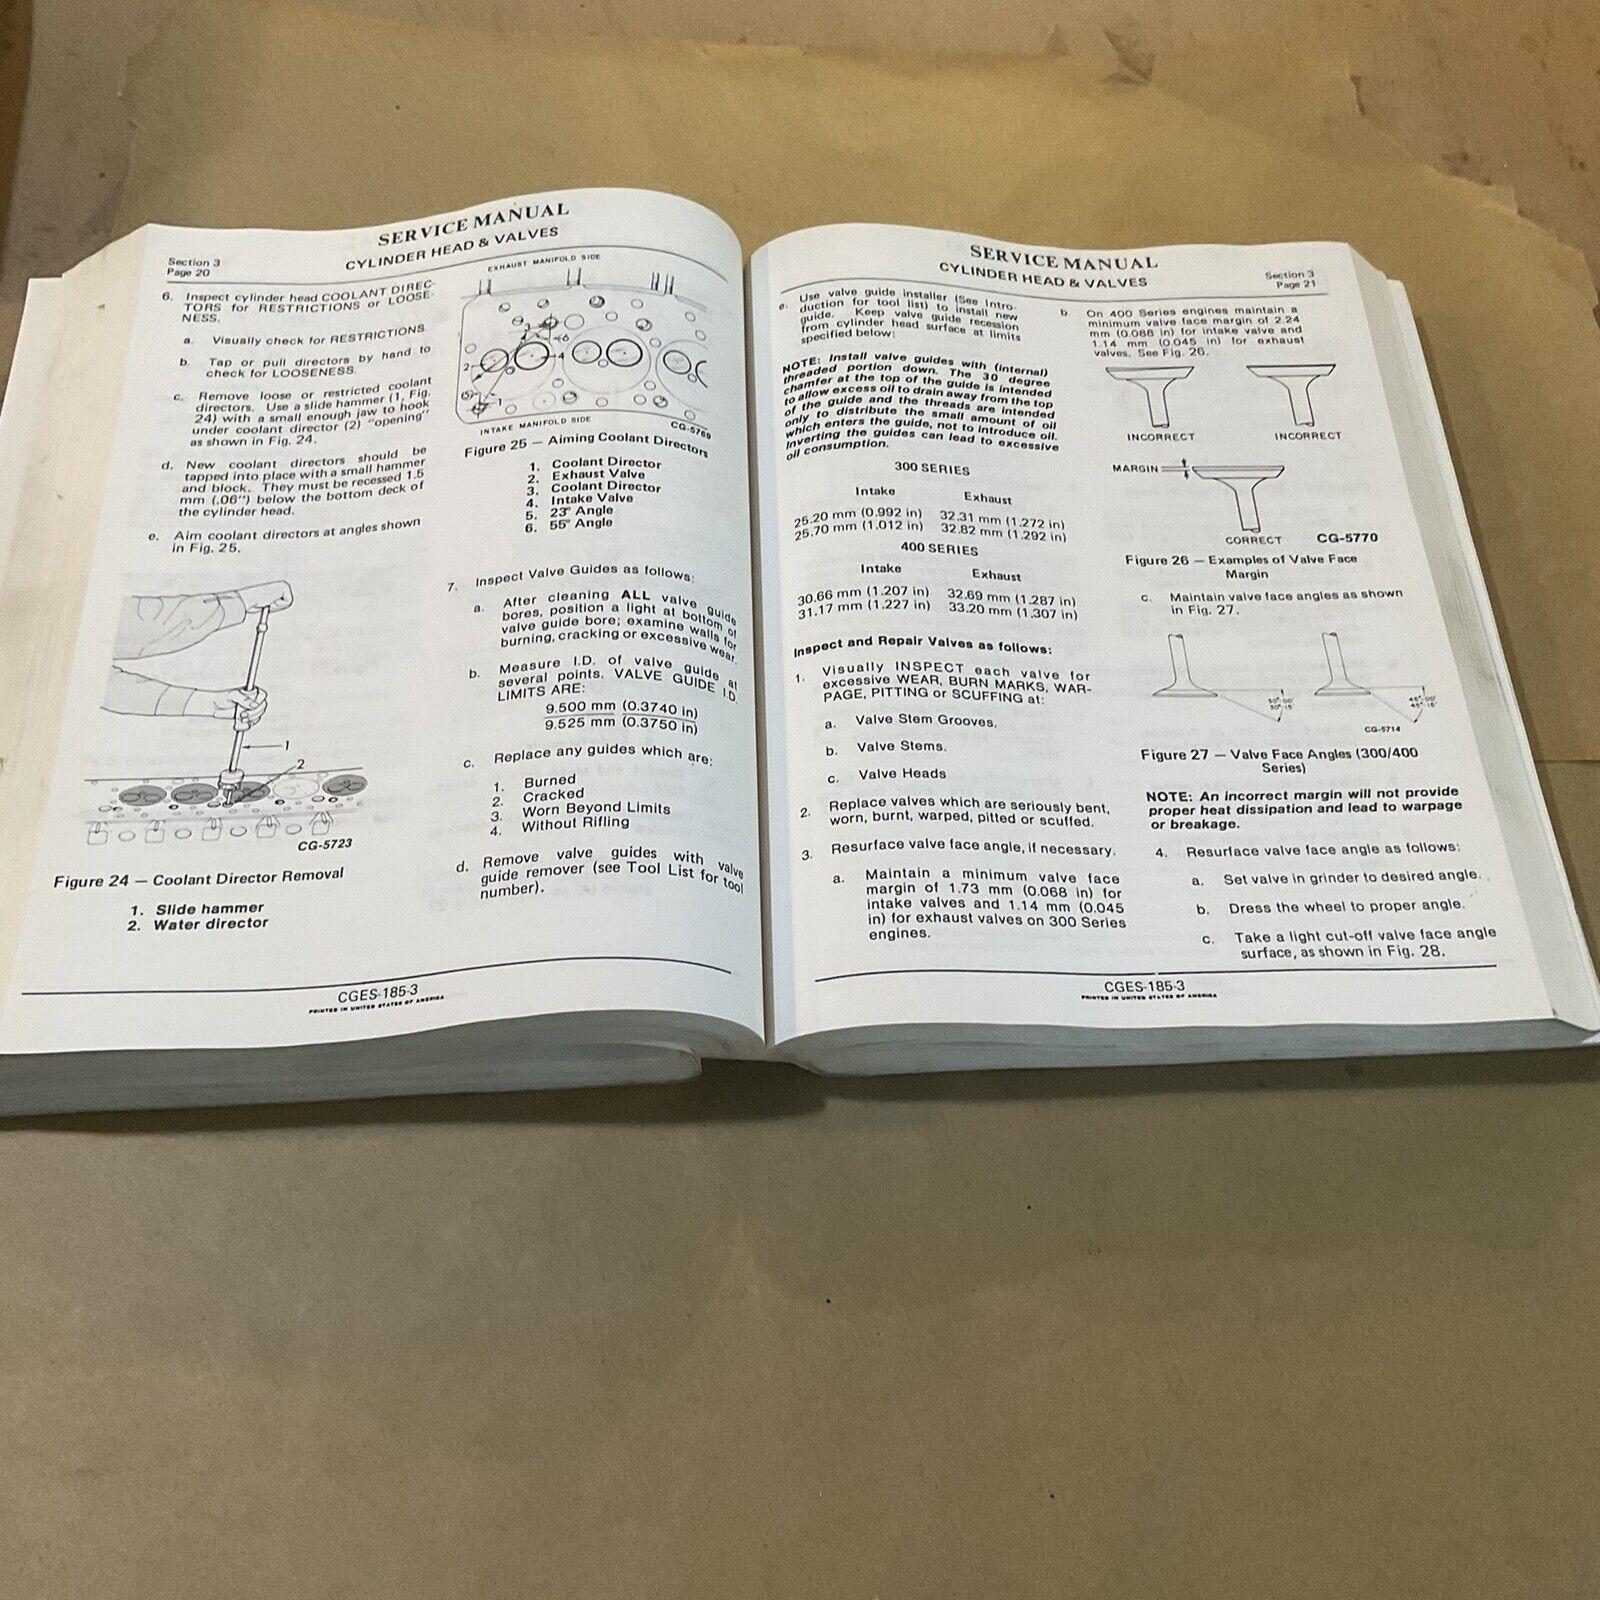 SERVICE MANUAL
CYLINDER HEAD & VALVES
Section 3
Page 20
6. Inspect cylinder head COOLANT DIREC-
TORS for RESTRICTIONS or LOOSE-
NESS.
a. Visually check for RESTRICTIONS.
b. Tap or pull directors by hand to
check for LOOSENESS.
c. Remove loose or restricted coolant
directors. Use a slide hammer (1, Fig.
24) with a small enough jaw to hook
under coolant director (2) "opening"
as shown in Fig. 24.
d. New coolant directors should be
tapped into place with a small hammer
and block. They must be recessed 1.5
mm (.06") below the bottom deck of
the cylinder head.
e. Aim coolant directors at angles shown
in Fig. 25.
1
2
CG-5723
Figure 24 — Coolant Director Removal
1. Slide hammer
2. Water director
EXHAUST MANIFOLD SIDE
3
6
2
4
5
1
INTAKE MANIFOLD SIDE
CG-5769
Figure 25 — Aiming Coolant Directors
1. Coolant Director
2. Exhaust Valve
3. Coolant Director
4. Intake Valve
5. 23° Angle
6. 55° Angle
7. Inspect Valve Guides as follows:
a. After cleaning ALL valve guide
bores, position a light at bottom of
valve guide bore; examine walls for
burning, cracking or excessive wear.
b. Measure I.D. of valve guide at
several points. VALVE GUIDE I.D.
LIMITS ARE:
9.500 mm (0.3740 in)
9.525 mm (0.3750 in)
c. Replace any guides which are:
1. Burned
2. Cracked
3. Worn Beyond Limits
4. Without Rifling
d. Remove valve guides with valve
guide remover (see Tool List for tool
number).
CGES-185-3
PRINTED IN UNITED STATES OF AMERICA
SERVICE MANUAL
CYLINDER HEAD & VALVES
Section 3
Page 21
e. Use valve guide installer (See Intro-
duction for tool list) to install new
guide. Keep valve guide recession
from cylinder head surface at limits
specified below:
NOTE: Install valve guides with (internal)
threaded portion down. The 30 degree
chamfer at the top of the guide is intended
to allow excess oil to drain away from the top
of the guide and the threads are intended
only to distribute the small amount of oil
which enters the guide, not to introduce oil.
Inverting the guides can lead to excessive
oil consumption.
300 SERIES
Intake Exhaust
25.20 mm (0.992 in) 32.31 mm (1.272 in)
25.70 mm (1.012 in) 32.82 mm (1.292 in)
400 SERIES
Intake Exhaust
30.66 mm (1.207 in) 32.69 mm (1.287 in)
31.17 mm (1.227 in) 33.20 mm (1.307 in)
Inspect and Repair Valves as follows:
1. Visually INSPECT each valve for
excessive WEAR, BURN MARKS, WAR-
PAGE, PITTING or SCUFFING at:
a. Valve Stem Grooves.
b. Valve Stems.
c. Valve Heads
2. Replace valves which are seriously bent,
worn, burnt, warped, pitted or scuffed.
3. Resurface valve face angle, if necessary.
a. Maintain a minimum valve face
margin of 1.73 mm (0.068 in) for
intake valves and 1.14 mm (0.045
in) for exhaust valves on 300 Series
engines.
b. On 400 Series engines maintain a
minimum valve face margin of 2.24
mm (0.088 in) for intake valve and
1.14 mm (0.045 in) for exhaust
valves, See Fig. 26.
INCORRECT INCORRECT
MARGIN
CORRECT CG-5770
Figure 26 — Examples of Valve Face
Margin
c. Maintain valve face angles as shown
in Fig. 27.
30°-00'
30°-15'
45°-00'
45°-15'
CG-5714
Figure 27 — Valve Face Angles (300/400
Series)
NOTE: An incorrect margin will not provide
proper heat dissipation and lead to warpage
or breakage.
4. Resurface valve face angle as follows:
a. Set valve in grinder to desired angle.
b. Dress the wheel to proper angle.
c. Take a light cut-off valve face angle
surface, as shown in Fig. 28.
CGES-185-3
PRINTED IN UNITED STATES OF AMERICA